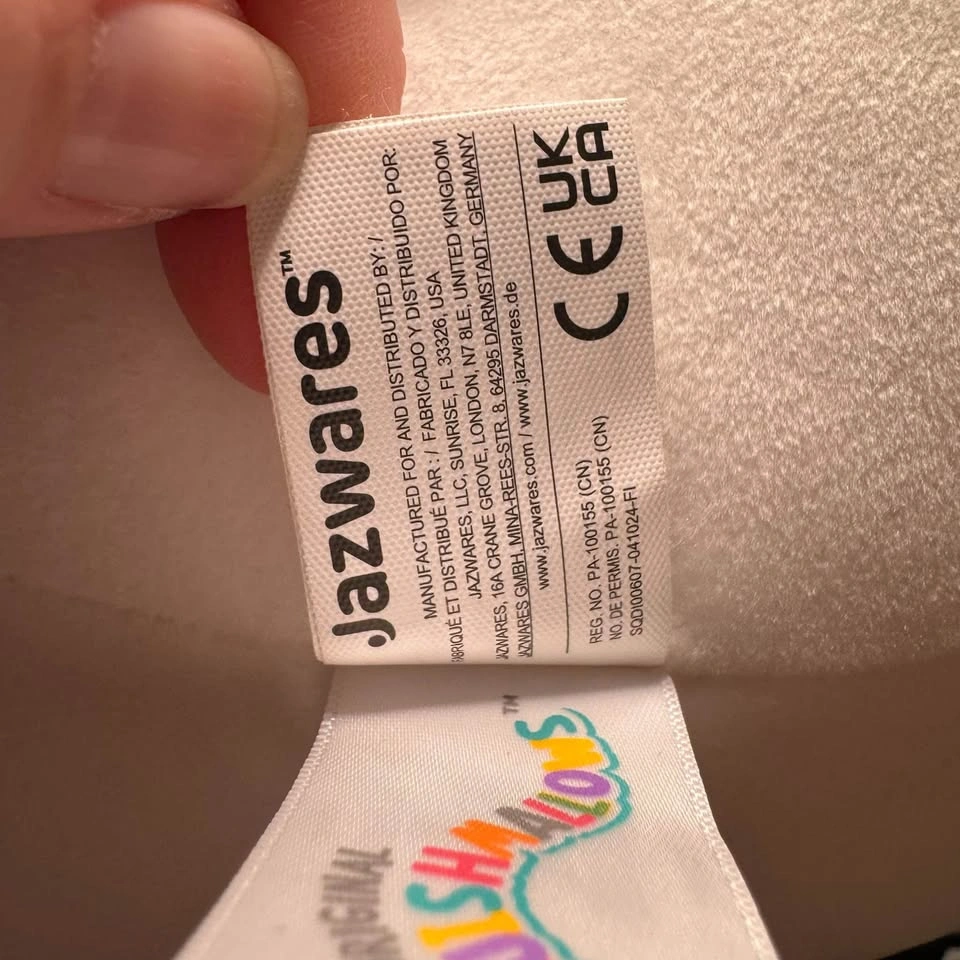 Jazwares™
MANUFACTURED FOR AND DISTRIBUTED BY: /
FABRIQUÉ ET DISTRIBUÉ PAR : / FABRICADO Y DISTRIBUIDO POR:
JAZWARES, LLC, SUNRISE, FL 33326, USA
JAZWARES, 16A CRANE GROVE, LONDON, N7 8LE, UNITED KINGDOM
JAZWARES GMBH, MINA-REES-STR. 8, 64295 DARMSTADT, GERMANY
www.jazwares.com / www.jazwares.de
REG. NO. PA-100155 (CN)
NO. DE PERMIS. PA-100155 (CN)
SQDI00607-041024-FI
CE UK
CA
RIGINAL
UISHMALLOWS™